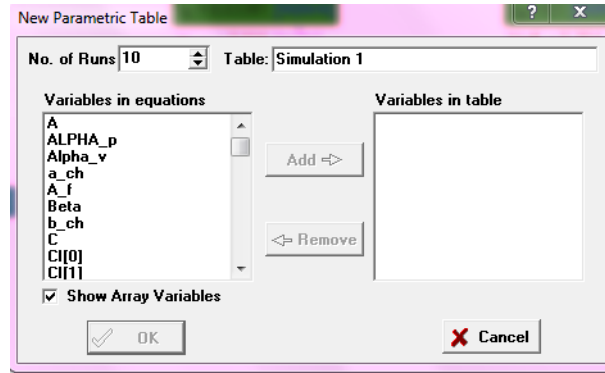 New Parametric Table
?
X
No. of Runs 10 Table: Simulation 1
Variables in equations
A
ALPHA_p
Alpha_v
a_ch
A_f
Beta
b_ch
C
CI[0]
CI[1]
Show Array Variables
Add
Remove
Variables in table
OK
Cancel